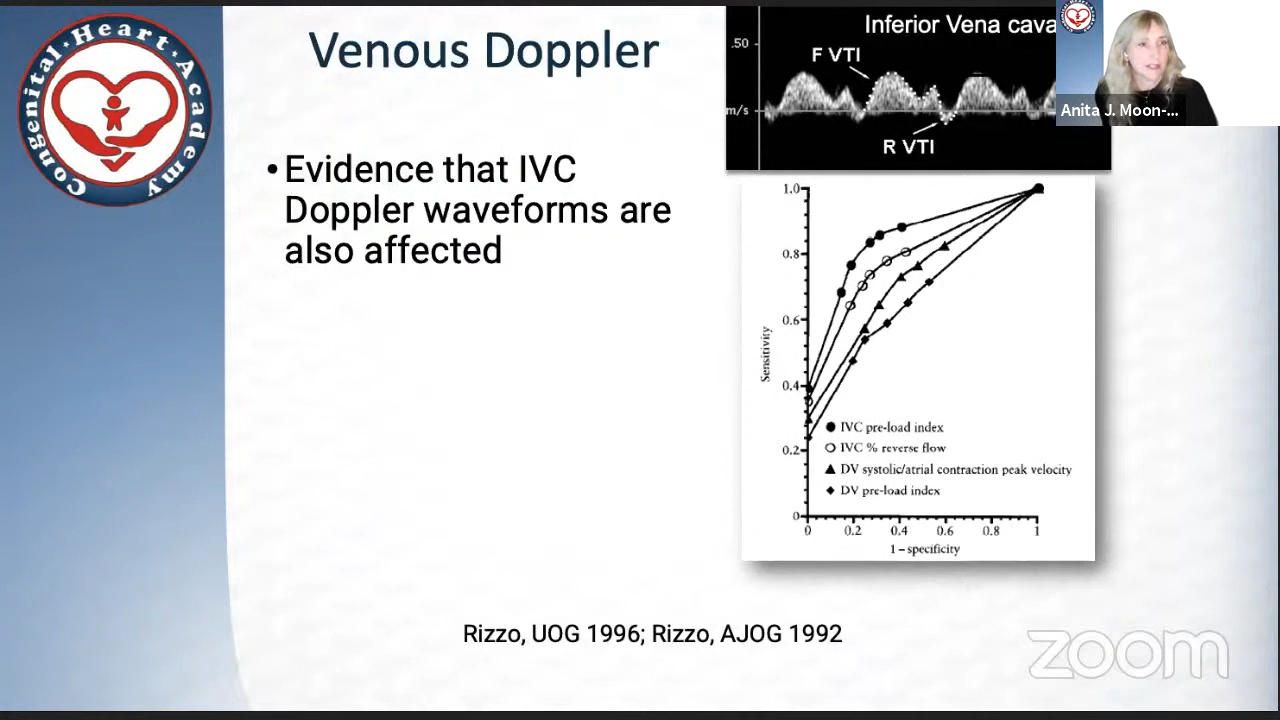 Congenital · Heart · Academy
Venous Doppler
• Evidence that IVC
Doppler waveforms are
also affected
Inferior Vena cava
.50
F VTI
m/s
R VTI
Anita J. Moon-...
1.0
0.8
0.6
0.4
0.2
0
Sensitivity
IVC pre-load index
IVC % reverse flow
DV systolic/atrial contraction peak velocity
DV pre-load index
0 0.2 0.4 0.6 0.8 1
1 – specificity
Rizzo, UOG 1996; Rizzo, AJOG 1992
zoom